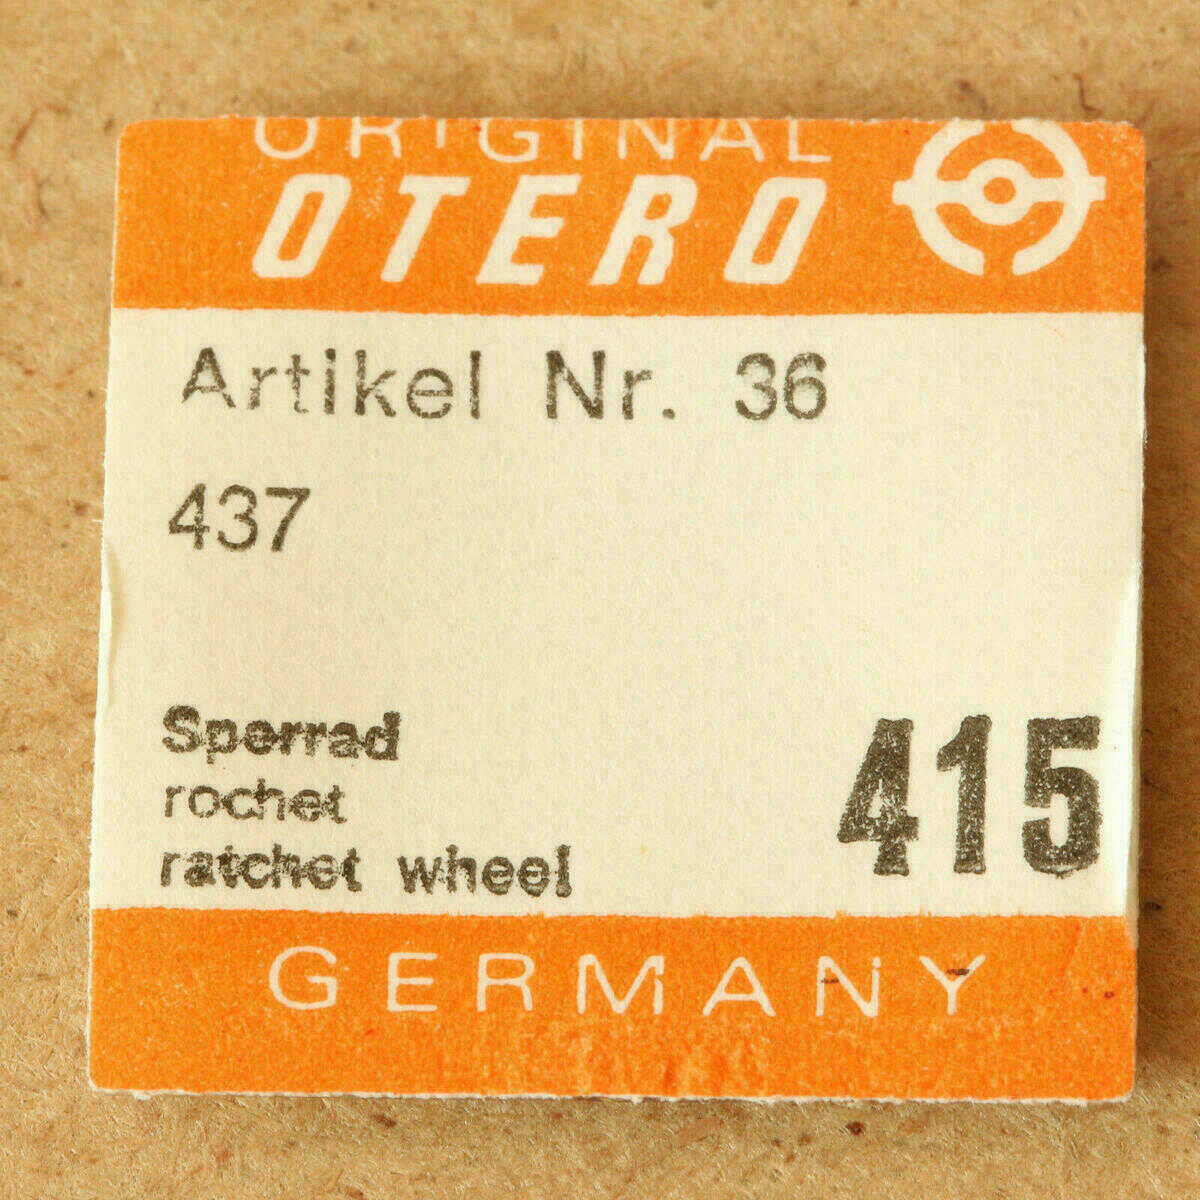 ORIGINAL
OTERO
Artikel Nr. 36
437
Sperrad
rochet
ratchet wheel
415
GERMANY